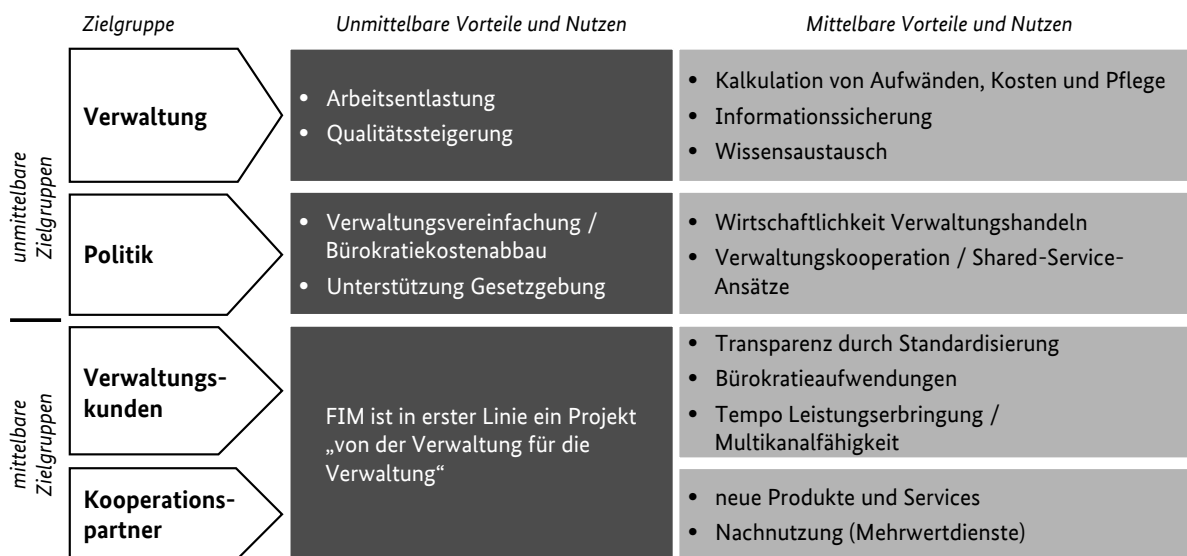 Zielgruppe
Unmittelbare Vorteile und Nutzen
Mittelbare Vorteile und Nutzen
unmittelbare
Zielgruppen
Verwaltung
• Arbeitsentlastung
• Qualitätssteigerung
• Kalkulation von Aufwänden, Kosten und Pflege
• Informationssicherung
• Wissensaustausch
Politik
• Verwaltungsvereinfachung /
Bürokratiekostenabbau
• Unterstützung Gesetzgebung
• Wirtschaftlichkeit Verwaltungshandeln
• Verwaltungskooperation / Shared-Service-
Ansätze
mittelbare
Zielgruppen
Verwaltungs-
kunden
FIM ist in erster Linie ein Projekt
„von der Verwaltung für die
Verwaltung“
• Transparenz durch Standardisierung
• Bürokratieaufwendungen
• Tempo Leistungserbringung /
Multikanalfähigkeit
Kooperations-
partner
• neue Produkte und Services
• Nachnutzung (Mehrwertdienste)